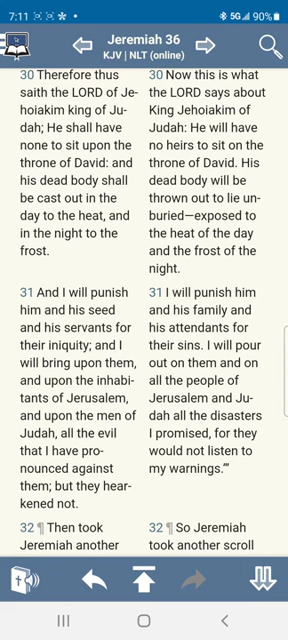 7:11
5G 90%
Jeremiah 36
KJV | NLT (online)
30 Therefore thus
saith the LORD of Je-
hoiakim king of Ju-
dah; He shall have
none to sit upon the
throne of David: and
his dead body shall
be cast out in the
day to the heat, and
in the night to the
frost.
31 And I will punish
him and his seed
and his servants for
their iniquity; and I
will bring upon them,
and upon the inhabi-
tants of Jerusalem,
and upon the men of
Judah, all the evil
that I have pro-
nounced against
them; but they hear-
kened not.
32 ¶ Then took
Jeremiah another
30 Now this is what
the LORD says about
King Jehoiakim of
Judah: He will have
no heirs to sit on the
throne of David. His
dead body will be
thrown out to lie un-
buried—exposed to
the heat of the day
and the frost of the
night.
31 I will punish him
and his family and
his attendants for
their sins. I will pour
out on them and on
all the people of
Jerusalem and Ju-
dah all the disasters
I promised, for they
would not listen to
my warnings.’”
32 ¶ So Jeremiah
took another scroll